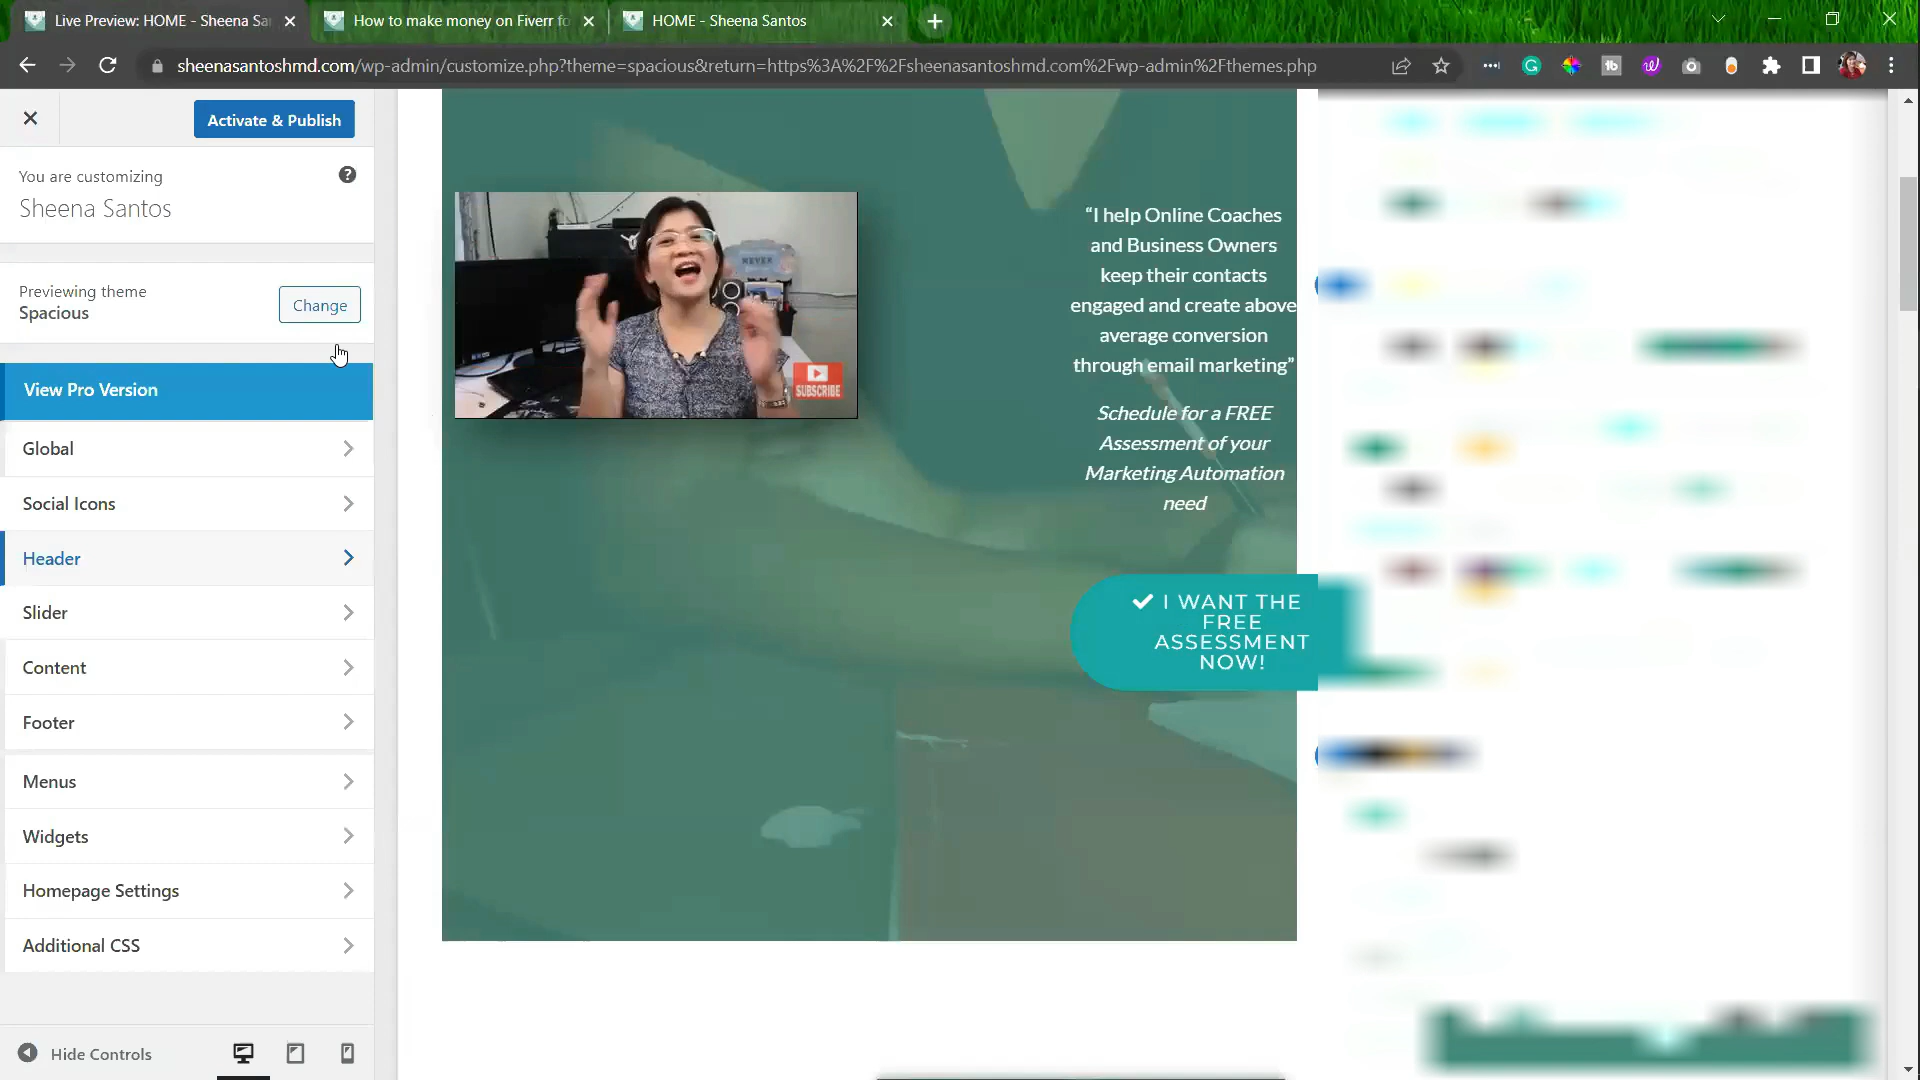 Live Preview: HOME - Sheena Sa
How to make money on Fiverr fo
HOME - Sheena Santos
sheenasantoshmd.com/wp-admin/customize.php?theme=spacious&return=https%3A%2F%2Fsheenasantoshmd.com%2Fwp-admin%2Fthemes.php
Activate & Publish
You are customizing
Sheena Santos
Previewing theme
Spacious
Change
View Pro Version
Global
Social Icons
Header
Slider
Content
Footer
Menus
Widgets
Homepage Settings
Additional CSS
Hide Controls
NEVER
SUBSCRIBE
“I help Online Coaches
and Business Owners
keep their contacts
engaged and create above
average conversion
through email marketing”
Schedule for a FREE
Assessment of your
Marketing Automation
need
I WANT THE
FREE
ASSESSMENT
NOW!